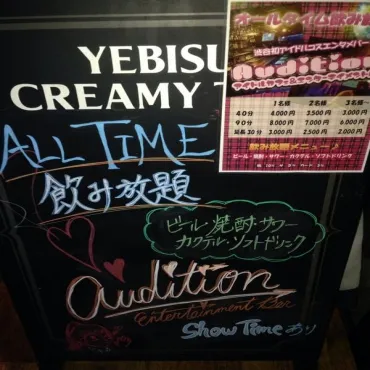 YEBISU
CREAMY T
ALL TIME
飲み放題
ビール・焼酎・サワー
カクテル・ソフトドリンク
audition
Entertainment Bar
Show Time あり
オールタイム飲み
渋谷初アイドルコスエンタメバー
Audition
1名様 2名様 3名様
40分 4,000円 3,500円 3,000円
90分 8,000円 7,000円 6,000円
延長30分 3,000円 2,500円 2,000円
飲み放題メニュー♪
ビール・焼酎・サワー・カクテル・ソフトドリンク